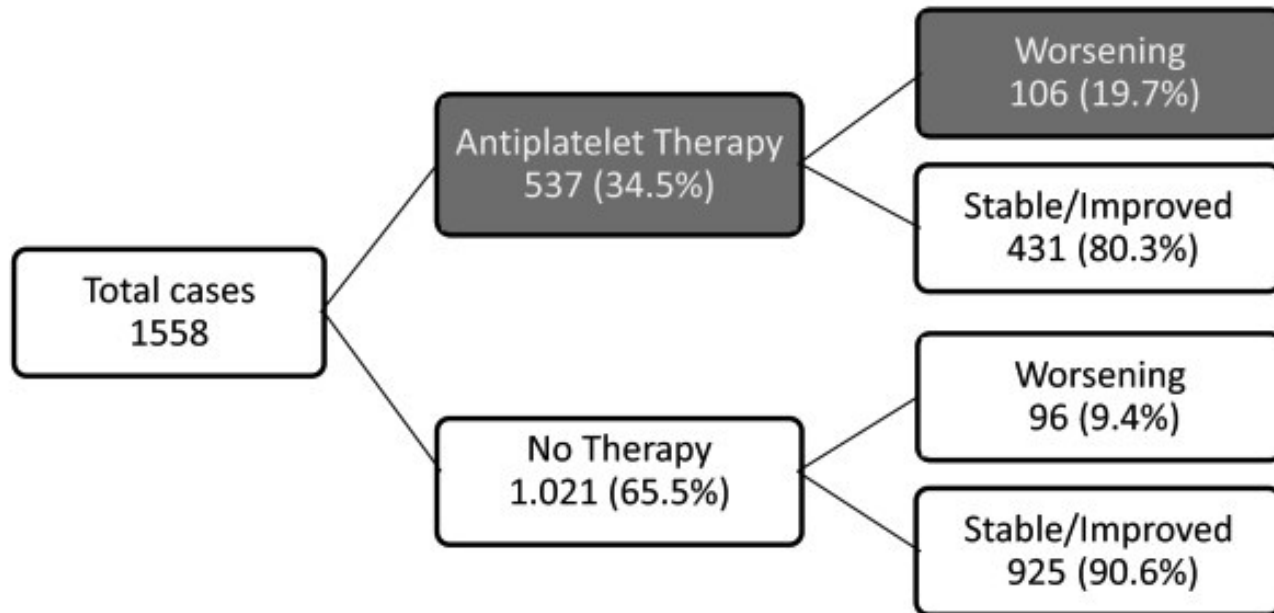 Total cases
1558
Antiplatelet Therapy
537 (34.5%)
No Therapy
1.021 (65.5%)
Worsening
106 (19.7%)
Stable/Improved
431 (80.3%)
Worsening
96 (9.4%)
Stable/Improved
925 (90.6%)